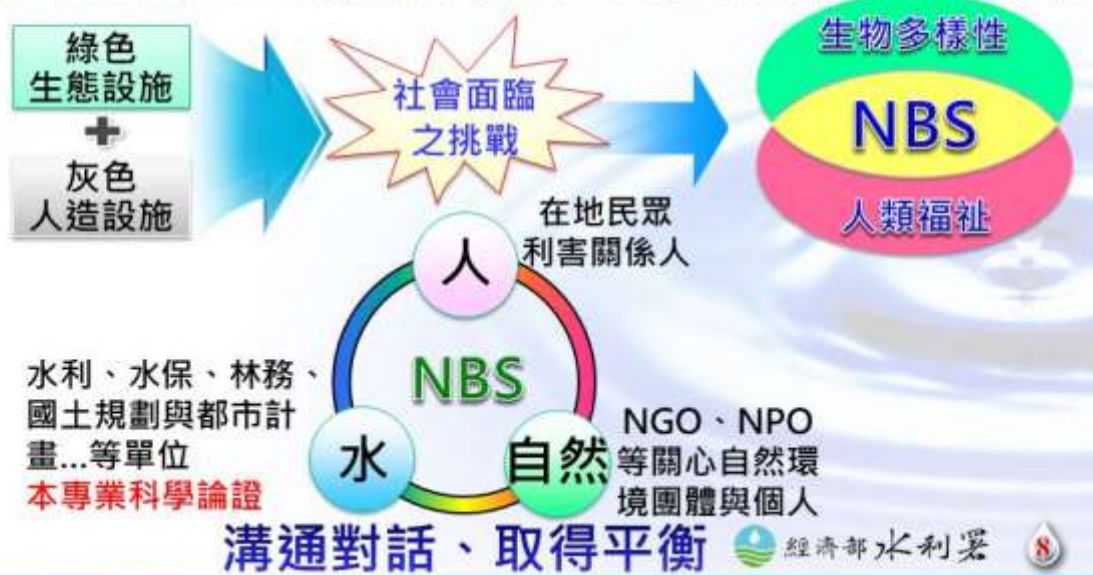 綠色
生態設施
+
灰色
人造設施
社會面臨
之挑戰
生物多樣性
NBS
人類福祉
人
在地民眾
利害關係人
NBS
水利、水保、林務、
國土規劃與都市計
畫...等單位
本專業科學論證
水
自然
NGO、NPO
等關心自然環
境團體與個人
溝通對話、取得平衡
經濟部水利署
8